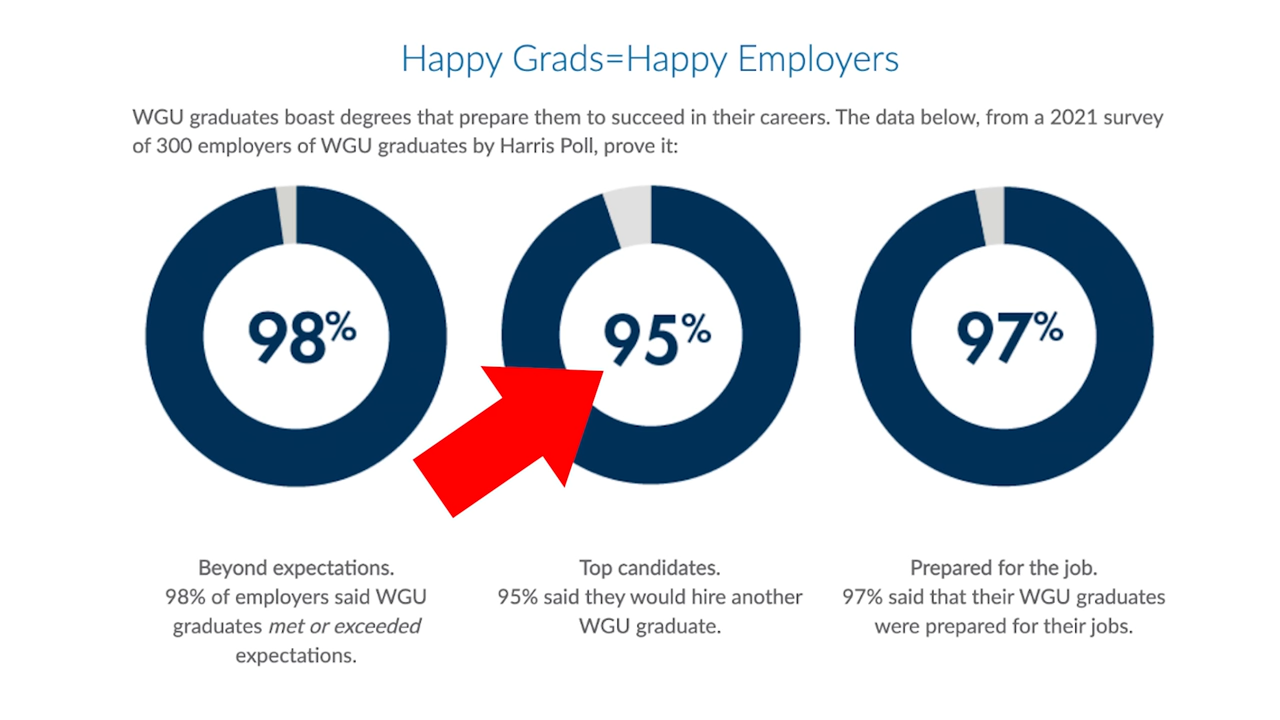 Happy Grads=Happy Employers
WGU graduates boast degrees that prepare them to succeed in their careers. The data below, from a 2021 survey
of 300 employers of WGU graduates by Harris Poll, prove it:
98%
95%
97%
Beyond expectations.
98% of employers said WGU
graduates met or exceeded
expectations.
Top candidates.
95% said they would hire another
WGU graduate.
Prepared for the job.
97% said that their WGU graduates
were prepared for their jobs.